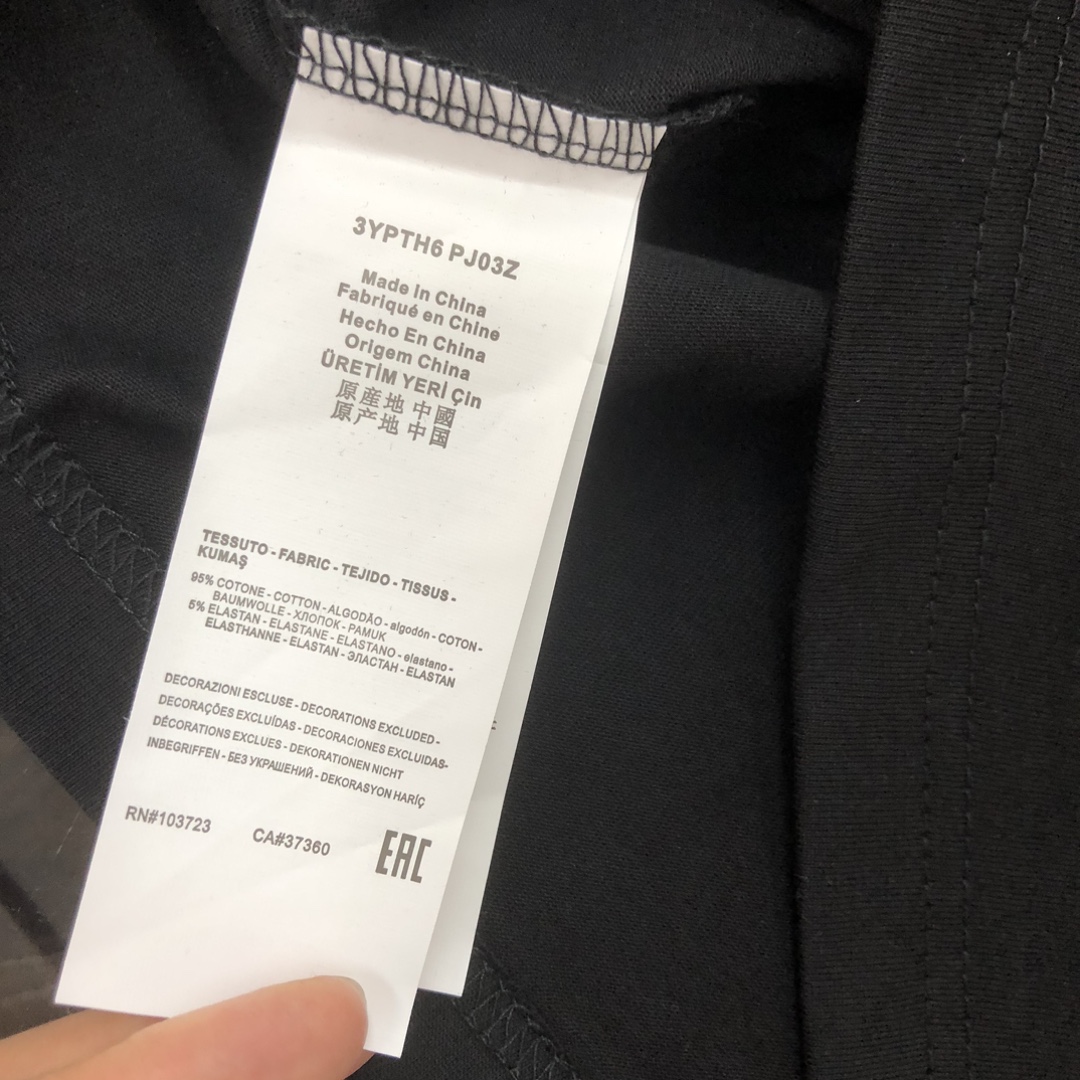 3YPTH6 PJ03Z
Made in China
Fabriqué en Chine
Hecho En China
Origem China
ÜRETİM YERİ Çin
原産地 中國
原产地 中国
TESSUTO - FABRIC - TEJIDO - TISSUS -
KUMAŞ
95% COTONE - COTTON - ALGODÃO - algodón - COTON -
BAUMWOLLE - ХЛОПОК - PAMUK
5% ELASTAN - ELASTANE - ELASTANO - elastano -
ELASTHANNE - ELASTAN - ЭЛАСТАН - ELASTAN
DECORAZIONI ESCLUSE - DECORATIONS EXCLUDED -
DECORAÇÕES EXCLUÍDAS - DECORACIONES EXCLUIDAS-
DÉCORATIONS EXCLUES - DEKORATIONEN NICHT
INBEGRIFFEN - БЕЗ УКРАШЕНИЙ - DEKORASYON HARİÇ
RN#103723 CA#37360 EAC